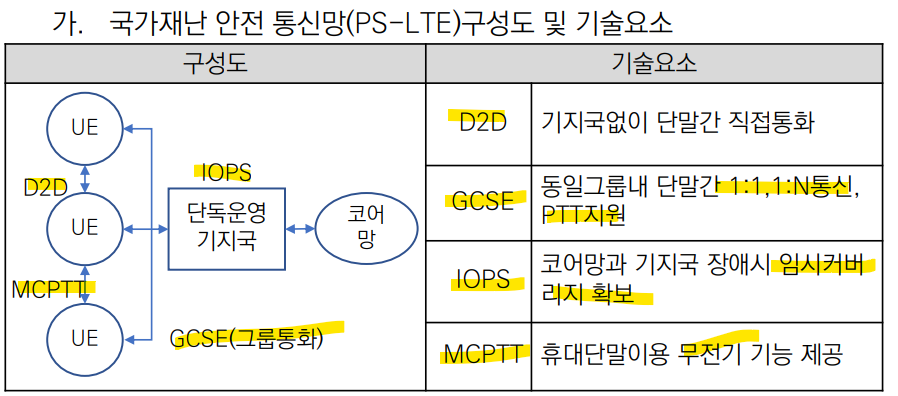 가. 국가재난 안전 통신망(PS-LTE)구성도 및 기술요소
구성도
기술요소
UE
D2D
UE
MCPTT
UE
IOPS
단독운영
기지국
코어
망
GCSE(그룹통화)
D2D
기지국없이 단말간 직접통화
GCSE
동일그룹내 단말간 1:1,1:N통신,
PTT지원
IOPS
코어망과 기지국 장애시 임시커버
리지 확보
MCPTT
휴대단말이용 무전기 기능 제공